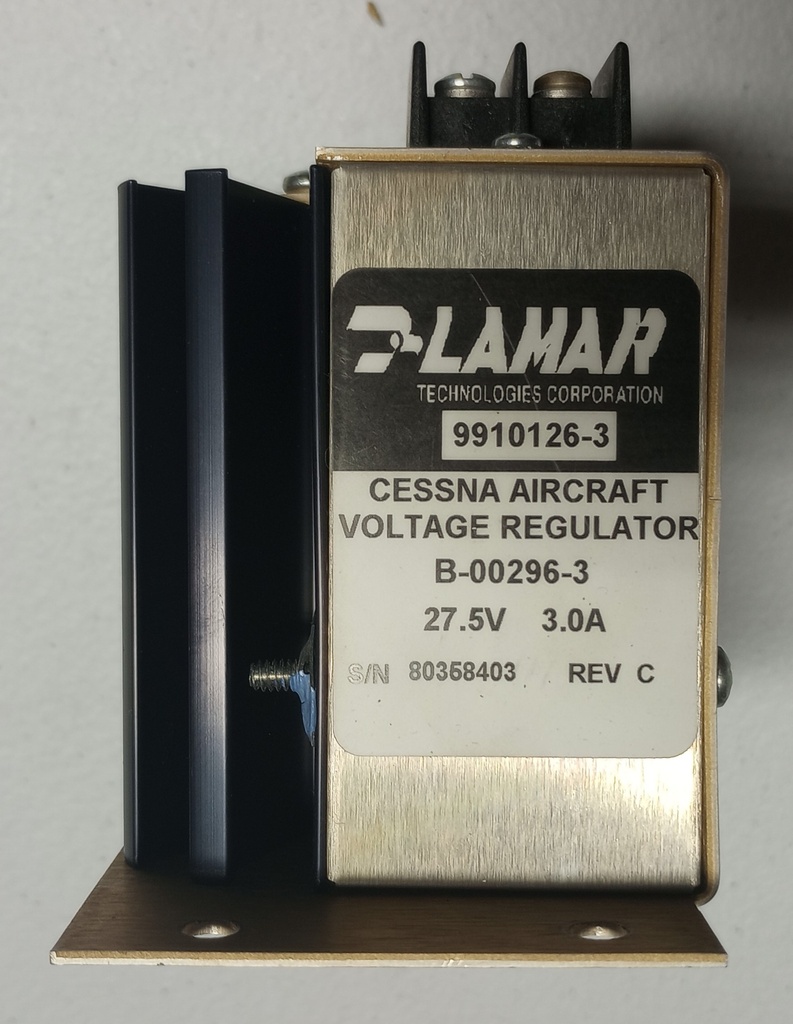 LAMAR
TECHNOLOGIES CORPORATION
9910126-3
CESSNA AIRCRAFT
VOLTAGE REGULATOR
B-00296-3
27.5V 3.0A
S/N 80358403 REV C